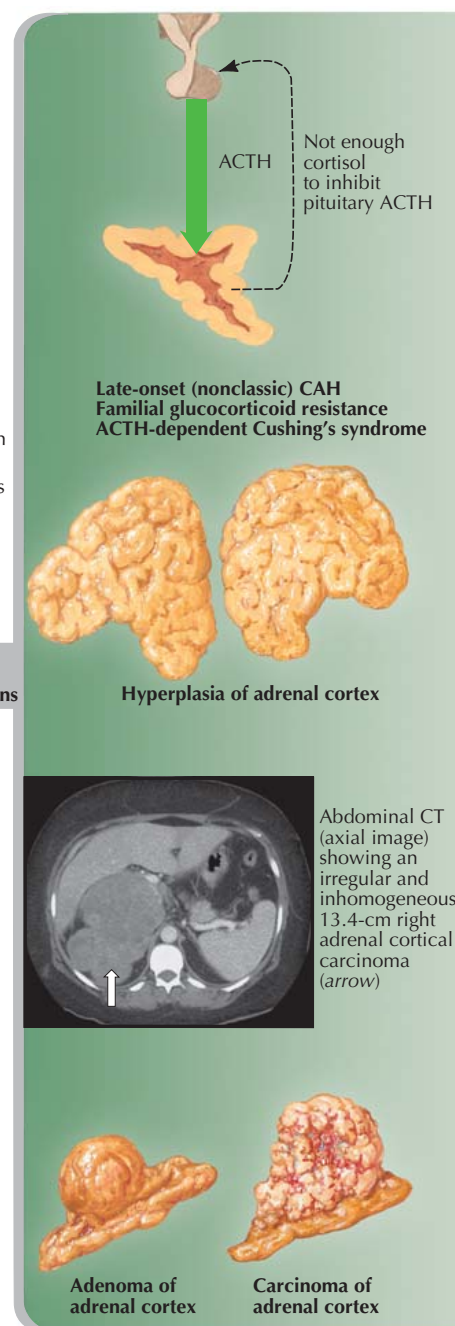 ACTH
Not enough
cortisol
to inhibit
pituitary ACTH
Late-onset (nonclassic) CAH
Familial glucocorticoid resistance
ACTH-dependent Cushing's syndrome
Hyperplasia of adrenal cortex
Abdominal CT
(axial image)
showing an
irregular and
inhomogeneous
13.4-cm right
adrenal cortical
carcinoma
(arrow)
Adenoma of
adrenal cortex
Carcinoma of
adrenal cortex